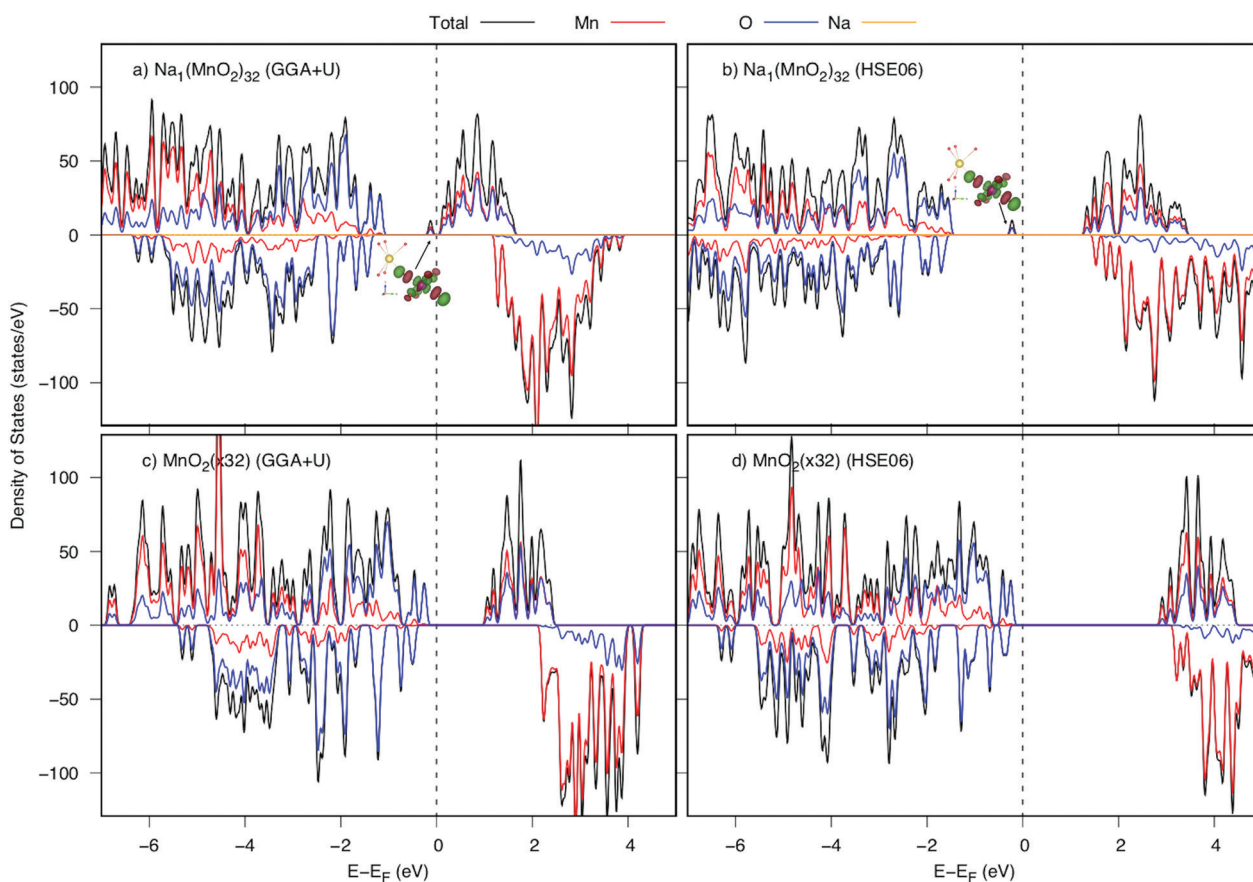 Total Mn O Na
a) Na1(MnO2)32 (GGA+U)
b) Na1(MnO2)32 (HSE06)
100
50
0
−50
−100
c) MnO2(x32) (GGA+U)
d) MnO2(x32) (HSE06)
100
50
0
−50
−100
Density of States (states/eV)
−6 −4 −2 0 2 4
−6 −4 −2 0 2 4
E−EF (eV)
E−EF (eV)